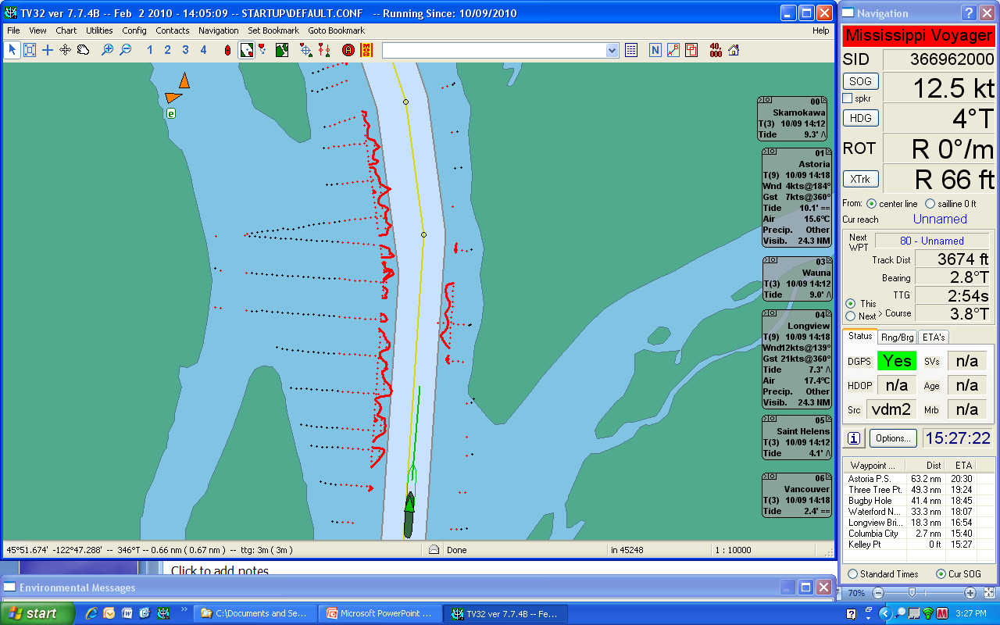 TV32 ver 7.7.4B -- Feb 2 2010 - 14:05:09 -- STARTUP\DEFAULT.CONF -- Running Since: 10/09/2010
File View Chart Utilities Config Contacts Navigation Set Bookmark Goto Bookmark Help
1 2 3 4 A MOB N 40,000
e
00
Skamokawa
T(3) 10/09 14:12
Tide 9.3' /\
01
Astoria
T(9) 10/09 14:18
Wnd 4kts@184°
Gst 7kts@360°
Tide 10.1' ==
Air 15.6°C
Precip. Other
Visib. 24.3 NM
03
Wauna
T(3) 10/09 14:12
Tide 9.0' /\
04
Longview
T(9) 10/09 14:18
Wnd12kts@139°
Gst 21kts@360°
Tide 7.3' /\
Air 17.4°C
Precip. Other
Visib. 24.3 NM
05
Saint Helens
T(3) 10/09 14:12
Tide 4.1' /\
06
Vancouver
T(3) 10/09 14:18
Tide 2.4' ==
45°51.674' -122°47.288' -- 346°T -- 0.66 nm ( 0.67 nm ) -- ttg: 3m ( 3m ) Done in 45248 1 : 10000
Click to add notes
Environmental Messages
Navigation
Mississippi Voyager
SID 366962000
SOG 12.5 kt
spkr
HDG 4°T
ROT R 0°/m
XTrk R 66 ft
From: center line sailline 0 ft
Cur reach Unnamed
Next WPT 80 - Unnamed
Track Dist 3674 ft
Bearing 2.8°T
TTG 2:54s
This
Next > Course 3.8°T
Status Rng/Brg ETA's
DGPS Yes SVs n/a
HDOP n/a Age n/a
Src vdm2 Mrb n/a
i Options... 15:27:22
Waypoint ... Dist ETA
Astoria P.S. 63.2 nm 20:30
Three Tree Pt. 49.3 nm 19:24
Bugby Hole 41.4 nm 18:45
Waterford N... 33.3 nm 18:07
Longview Bri... 18.3 nm 16:54
Columbia City 2.7 nm 15:40
Kelley Pt 0 ft 15:27
Standard Times Cur SOG
70%
start C:\Documents and Se... Microsoft PowerPoint ... TV32 ver 7.7.4B -- Fe... 3:27 PM